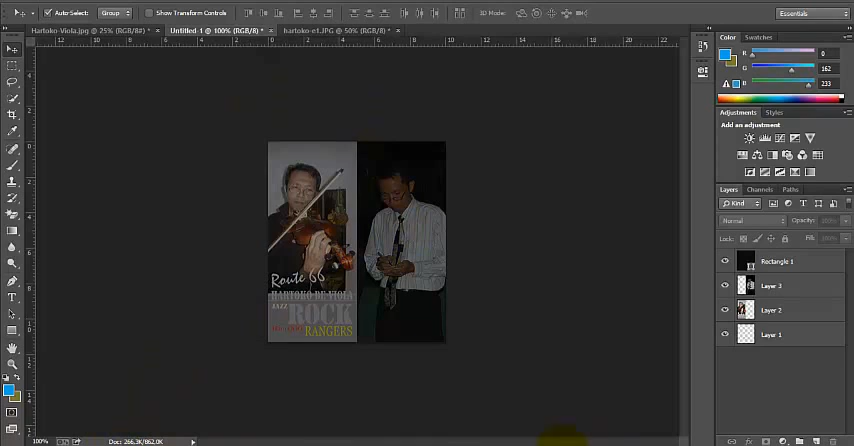 Auto-Select: Group Show Transform Controls 3D Mode: Essentials
Hartoko-Viola.jpg @ 25% (RGB/8#) * × Untitled-1 @ 100% (RGB/8) * × hartoko-e1.JPG @ 50% (RGB/8*) ×
Color Swatches
R 0
G 162
B 233
Adjustments Styles
Add an adjustment
Layers Channels Paths
Kind
Normal Opacity: 100%
Lock: Fill: 100%
Rectangle 1
Layer 3
Layer 2
Layer 1
Route 66
HARTOKO DE VIOLA
JAZZ
ROCK
RANGERS
100% Doc: 266,3K/862,0K